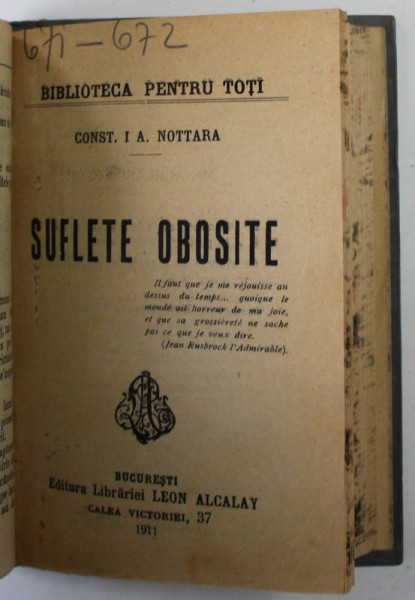 671-672
BIBLIOTECA PENTRU TOȚI
CONST. I A. NOTTARA
SUFLETE OBOSITE
Il faut que je me réjouisse au
dessus du temps... quoique le
monde ait horreur de ma joie,
et que sa grossièreté ne sache
pas ce que je veux dire.
(Jean Rusbrock l'Admirable).
BUCUREȘTI
Editura Librăriei LEON ALCALAY
CALEA VICTORIEI, 37
1911